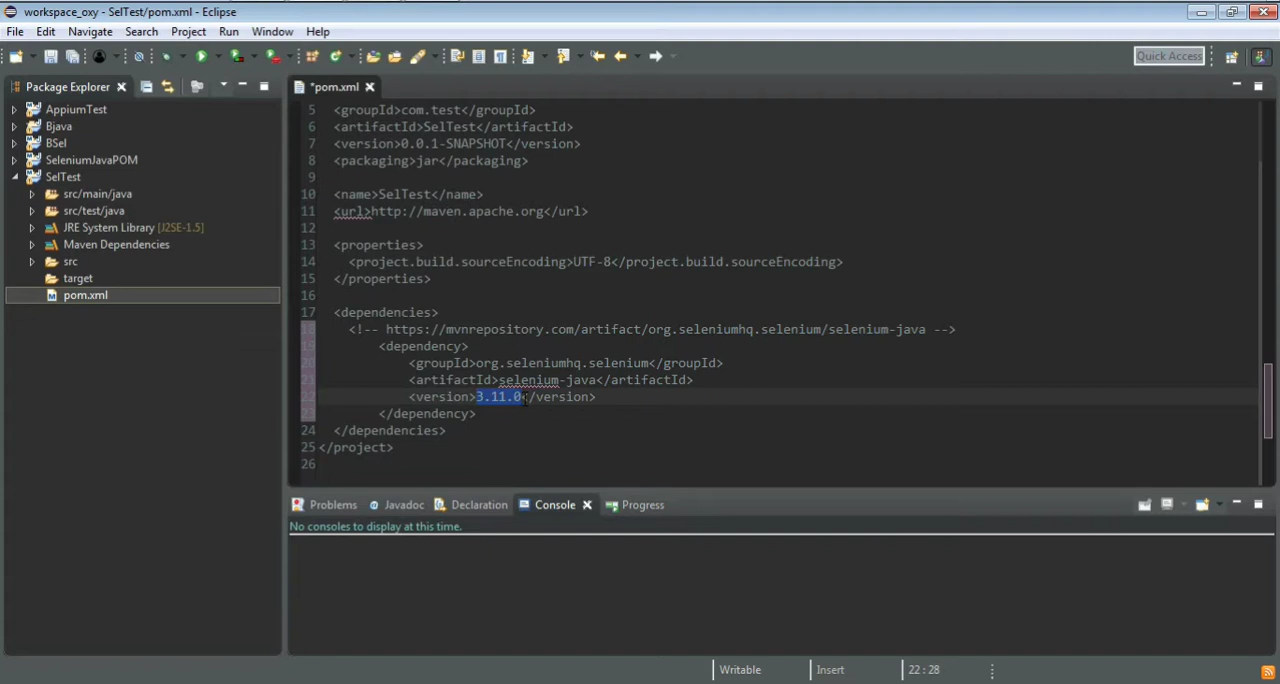 workspace_oxy - SelTest/pom.xml - Eclipse
File Edit Navigate Search Project Run Window Help
Quick Access
Package Explorer
*pom.xml
AppiumTest
Bjava
BSel
SeleniumJavaPOM
SelTest
src/main/java
src/test/java
JRE System Library [J2SE-1.5]
Maven Dependencies
src
target
pom.xml
5 <groupId>com.test</groupId>
6 <artifactId>SelTest</artifactId>
7 <version>0.0.1-SNAPSHOT</version>
8 <packaging>jar</packaging>
9
10 <name>SelTest</name>
11 <url>http://maven.apache.org</url>
12
13 <properties>
14 <project.build.sourceEncoding>UTF-8</project.build.sourceEncoding>
15 </properties>
16
17 <dependencies>
18 <!-- https://mvnrepository.com/artifact/org.seleniumhq.selenium/selenium-java -->
19 <dependency>
20 <groupId>org.seleniumhq.selenium</groupId>
21 <artifactId>selenium-java</artifactId>
22 <version>3.11.0</version>
23 </dependency>
24 </dependencies>
25 </project>
26
Problems Javadoc Declaration Console Progress
No consoles to display at this time.
Writable Insert 22 : 28